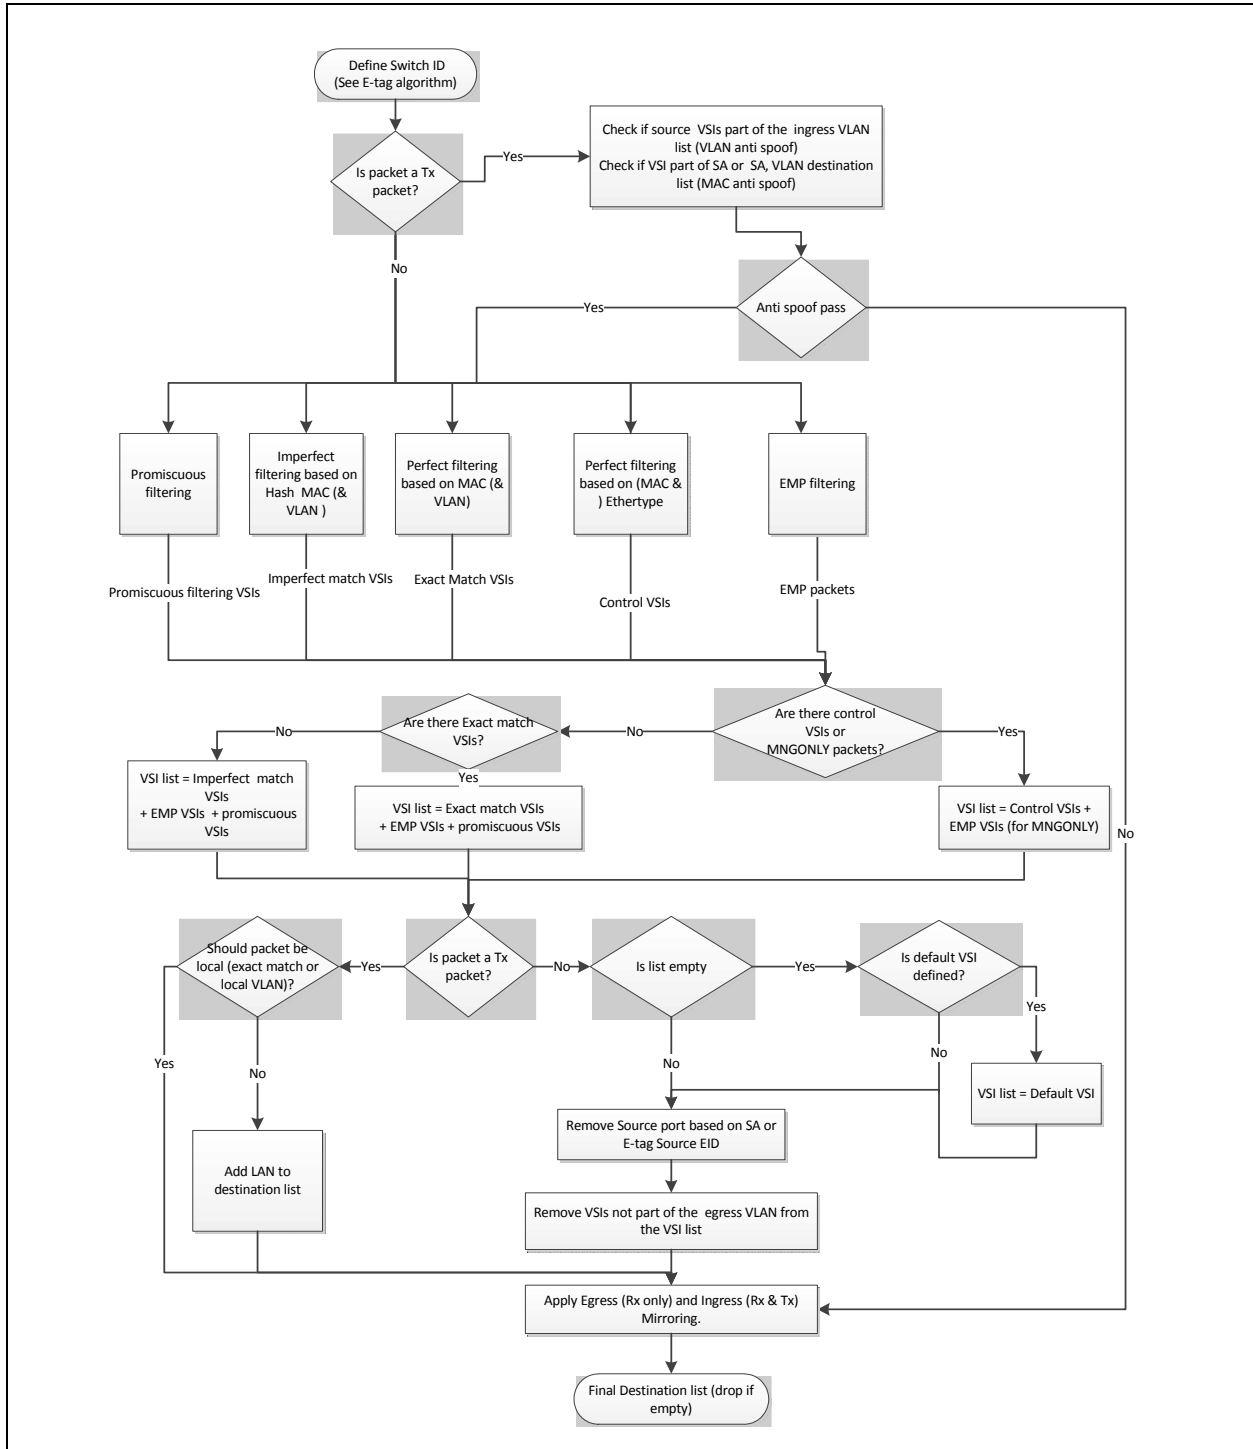 Define Switch ID
(See E-tag algorithm)
Is packet a Tx
packet?
Yes
Check if source VSIs part of the ingress VLAN
list (VLAN anti spoof)
Check if VSI part of SA or SA, VLAN destination
list (MAC anti spoof)
No
Yes
Anti spoof pass
Promiscuous
filtering
Imperfect
filtering based on
Hash MAC (&
VLAN )
Perfect filtering
based on MAC (&
VLAN)
Perfect filtering
based on (MAC &
) Ethertype
EMP filtering
Promiscuous filtering VSIs
Imperfect match VSIs
Exact Match VSIs
Control VSIs
EMP packets
Are there control
VSIs or
MNGONLY packets?
No
Yes
Are there Exact match
VSIs?
No
Yes
VSI list = Imperfect match
VSIs
+ EMP VSIs + promiscuous
VSIs
VSI list = Exact match VSIs
+ EMP VSIs + promiscuous VSIs
VSI list = Control VSIs +
EMP VSIs (for MNGONLY)
No
Should packet be
local (exact match or
local VLAN)?
Yes
Is packet a Tx
packet?
No
Is list empty
Yes
Is default VSI
defined?
Yes
No
Yes
No
No
VSI list = Default VSI
Remove Source port based on SA or
E-tag Source EID
Add LAN to
destination list
Remove VSIs not part of the egress VLAN from
the VSI list
Apply Egress (Rx only) and Ingress (Rx & Tx)
Mirroring.
Final Destination list (drop if
empty)